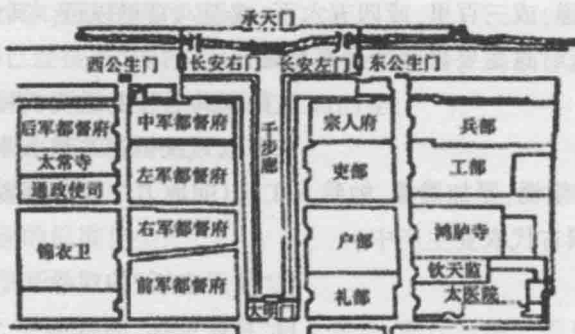 承天门
西公生门
长安右门
长安左门
东公生门
后军都督府
中军都督府
千步廊
宗人府
兵部
太常寺
通政使司
左军都督府
吏部
工部
锦衣卫
右军都督府
户部
鸿胪寺
前军都督府
大明门
礼部
钦天监
太医院